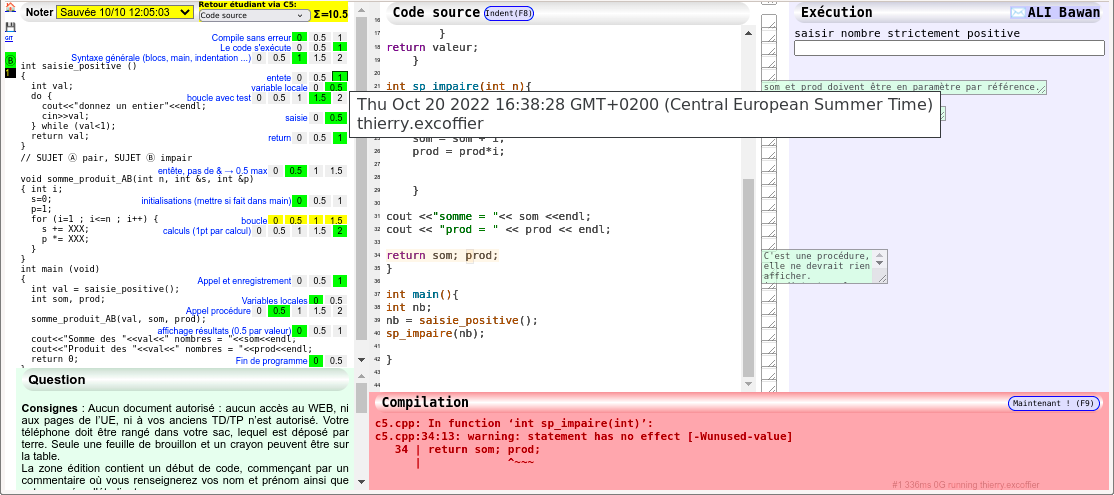 Noter Sauvée 10/10 12:05:03 Retour étudiant via C5:
Code source Σ=10.5
Compile sans erreur 0 0.5 1
Le code s'exécute 0 0.5 1
Syntaxe générale (blocs, main, indentation ...) 0 0.5 1 1.5 2
int saisie_positive ()
{ entete 0 0.5 1
int val; variable locale 0 0.5
do { boucle avec test 0 0.5 1 1.5 2
cout<<"donnez un entier"<<endl;
cin>>val; saisie 0 0.5
} while (val<1);
return val; return 0 0.5 1
}
// SUJET Ⓐ pair, SUJET Ⓑ impair
entête, pas de & → 0.5 max 0 0.5 1 1.5
void somme_produit_AB(int n, int &s, int &p)
{ int i;
s=0; initialisations (mettre si fait dans main) 0 0.5 1
p=1;
for (i=1 ; i<=n ; i++) { boucle 0 0.5 1 1.5
s += XXX; calculs (1pt par calcul) 0 0.5 1 1.5 2
p *= XXX;
}
}
int main (void)
{ Appel et enregistrement 0 0.5 1
int val = saisie_positive();
int som, prod; Variables locales 0 0.5
Appel procédure 0 0.5 1 1.5 2
somme_produit_AB(val, som, prod);
affichage résultats (0.5 par valeur) 0 0.5 1
cout<<"Somme des "<<val<<" nombres = "<<som<<endl;
cout<<"Produit des "<<val<<" nombres = "<<prod<<endl;
return 0; Fin de programme 0 0.5
Question
Consignes : Aucun document autorisé : aucun accès au WEB, ni
aux pages de l'UE, ni à vos anciens TD/TP n'est autorisé. Votre
téléphone doit être rangé dans votre sac, lequel est déposé par
terre. Seule une feuille de brouillon et un crayon peuvent être sur
la table.
La zone édition contient un début de code, commençant par un
commentaire où vous renseignerez vos nom et prénom ainsi que
Code source Indent(F8)
16
17 }
18 return valeur;
19 }
20
21 int sp_impaire(int n){
Thu Oct 20 2022 16:38:28 GMT+0200 (Central European Summer Time)
thierry.excoffier
25 som = som + i;
26 prod = prod*i;
27
28
29 }
30
31 cout <<"somme = "<< som <<endl;
32 cout << "prod = " << prod << endl;
33
34 return som; prod;
35 }
36
37 int main(){
38 int nb;
39 nb = saisie_positive();
40 sp_impaire(nb);
41
42 }
43
44
som et prod doivent être en paramètre par référence.
C'est une procédure,
elle ne devrait rien
afficher.
Exécution ✉️ALI Bawan
saisir nombre strictement positive
Compilation Maintenant ! (F9)
c5.cpp: In function ‘int sp_impaire(int)’:
c5.cpp:34:13: warning: statement has no effect [-Wunused-value]
34 | return som; prod;
| ^~~~
#1 336ms 0G running thierry.excoffier